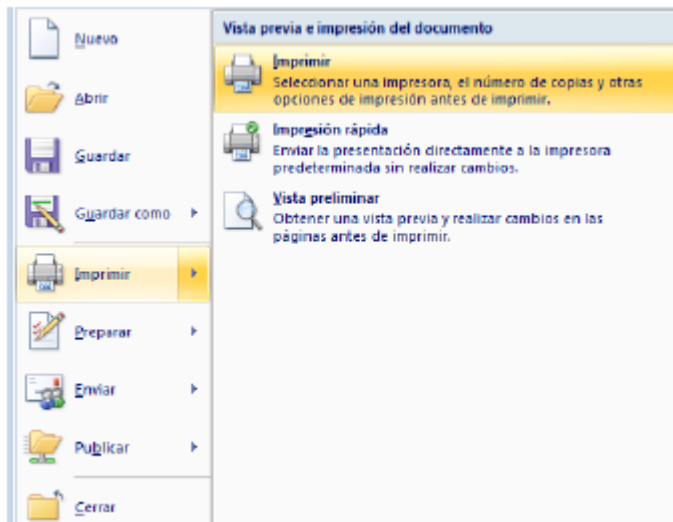 Nuevo
Abrir
Guardar
Guardar como
Imprimir
Preparar
Enviar
Publicar
Cerrar
Vista previa e impresión del documento
Imprimir
Seleccionar una impresora, el número de copias y otras
opciones de impresión antes de imprimir.
Impresión rápida
Enviar la presentación directamente a la impresora
predeterminada sin realizar cambios.
Vista preliminar
Obtener una vista previa y realizar cambios en las
páginas antes de imprimir.